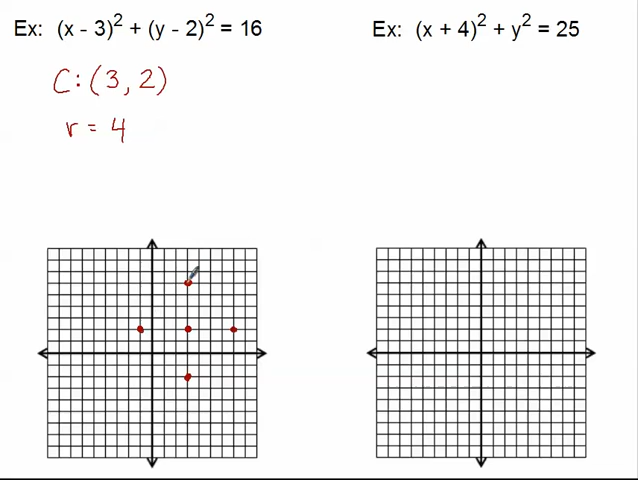 Ex: (x - 3)² + (y - 2)² = 16
C: (3, 2)
r = 4
Ex: (x + 4)² + y² = 25